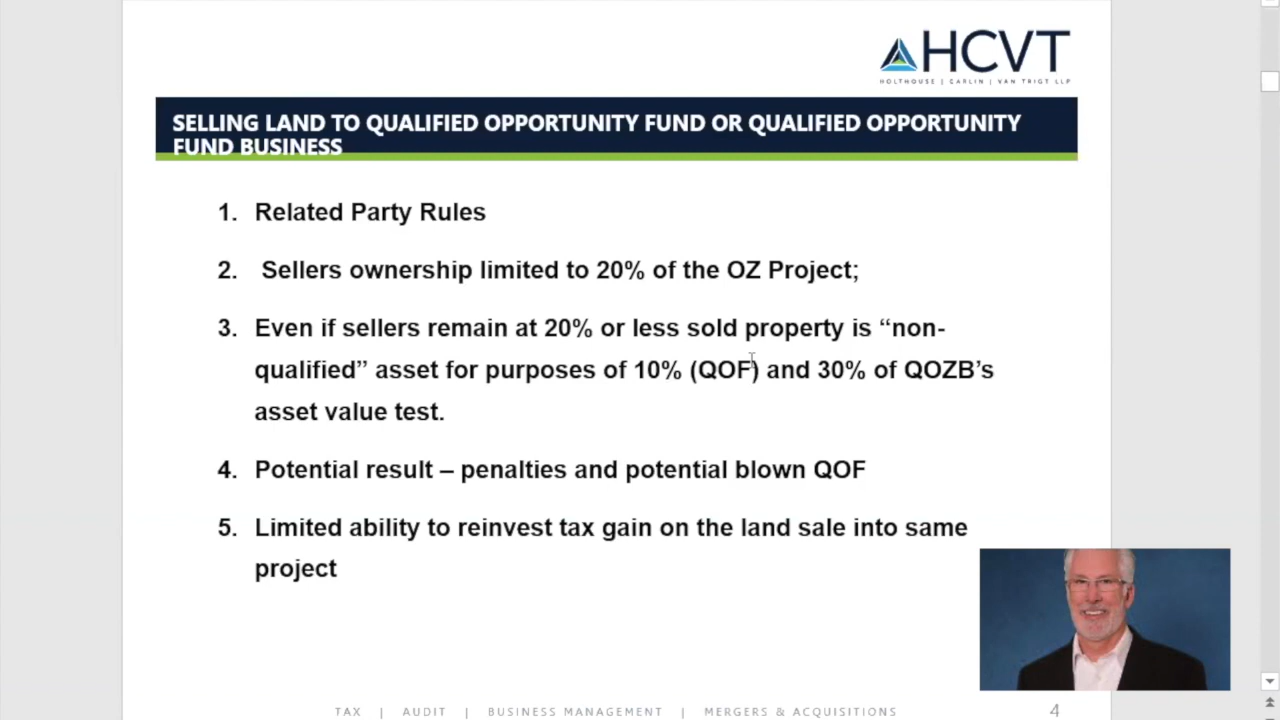 HCVT
HOLTHOUSE | CARLIN | VAN TRIGT LLP
SELLING LAND TO QUALIFIED OPPORTUNITY FUND OR QUALIFIED OPPORTUNITY
FUND BUSINESS
1. Related Party Rules
2. Sellers ownership limited to 20% of the OZ Project;
3. Even if sellers remain at 20% or less sold property is “non-
qualified” asset for purposes of 10% (QOF) and 30% of QOZB’s
asset value test.
4. Potential result – penalties and potential blown QOF
5. Limited ability to reinvest tax gain on the land sale into same
project
TAX | AUDIT | BUSINESS MANAGEMENT | MERGERS & ACQUISITIONS 4